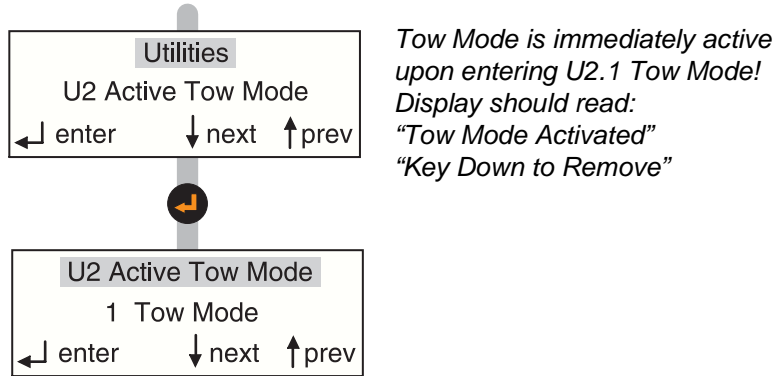 Utilities
U2 Active Tow Mode
enter next prev
Tow Mode is immediately active
upon entering U2.1 Tow Mode!
Display should read:
“Tow Mode Activated”
“Key Down to Remove”
U2 Active Tow Mode
1 Tow Mode
enter next prev